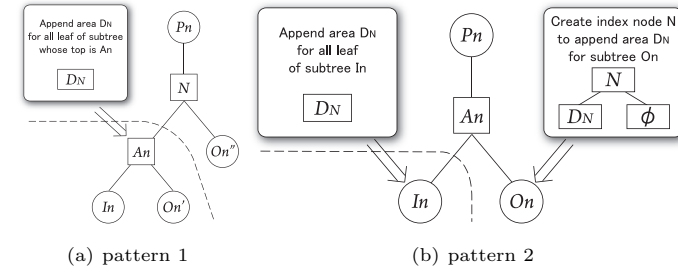 Append area DN
for all leaf of subtree
whose top is An
DN
Pn
N
An
On"
In
On'
(a) pattern 1
Append area DN
for all leaf
of subtree In
DN
Pn
An
In
On
Create index node N
to append area DN
for subtree On
N
DN
ϕ
(b) pattern 2